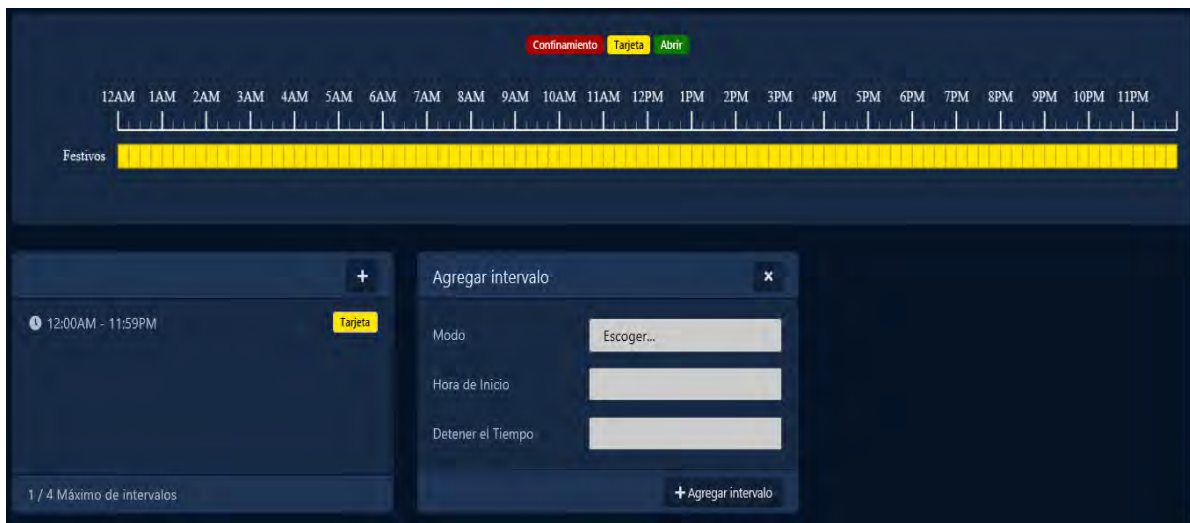 Confinamiento Tarjeta Abrir
12AM 1AM 2AM 3AM 4AM 5AM 6AM 7AM 8AM 9AM 10AM 11AM 12PM 1PM 2PM 3PM 4PM 5PM 6PM 7PM 8PM 9PM 10PM 11PM
Festivos
+
12:00AM - 11:59PM Tarjeta
1 / 4 Máximo de intervalos
Agregar intervalo ×
Modo Escoger...
Hora de Inicio
Detener el Tiempo
+ Agregar intervalo